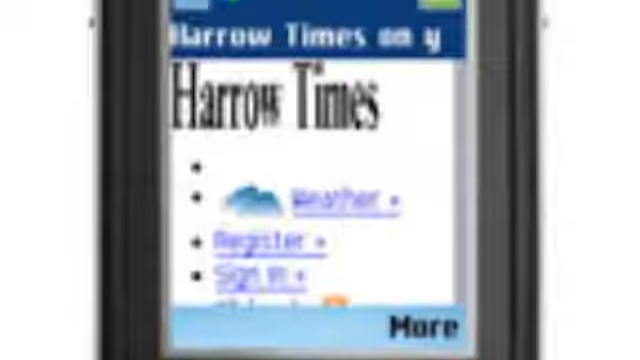 Harrow Times on y
Harrow Times
Weather »
Register »
Sign in »
More